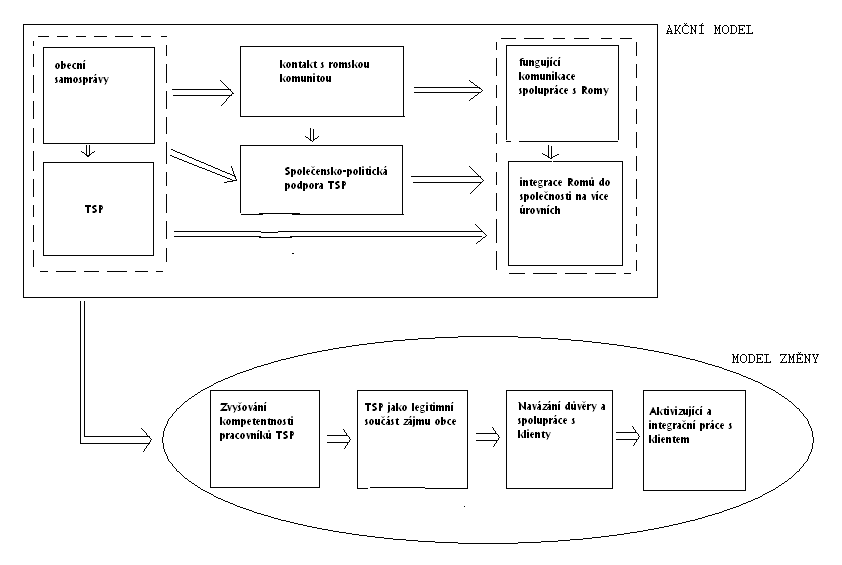 AKČNÍ MODEL
obecní
samosprávy
TSP
kontakt s romskou
komunitou
Společensko-politická
podpora TSP
fungující
komunikace
spolupráce s Romy
integrace Romů do
společnosti na více
úrovních
MODEL ZMĚNY
Zvyšování
kompetentnosti
pracovníků TSP
TSP jako legitimní
součást zájmu obce
Navázání důvěry a
spolupráce s
klienty
Aktivizující a
integrační práce s
klientem